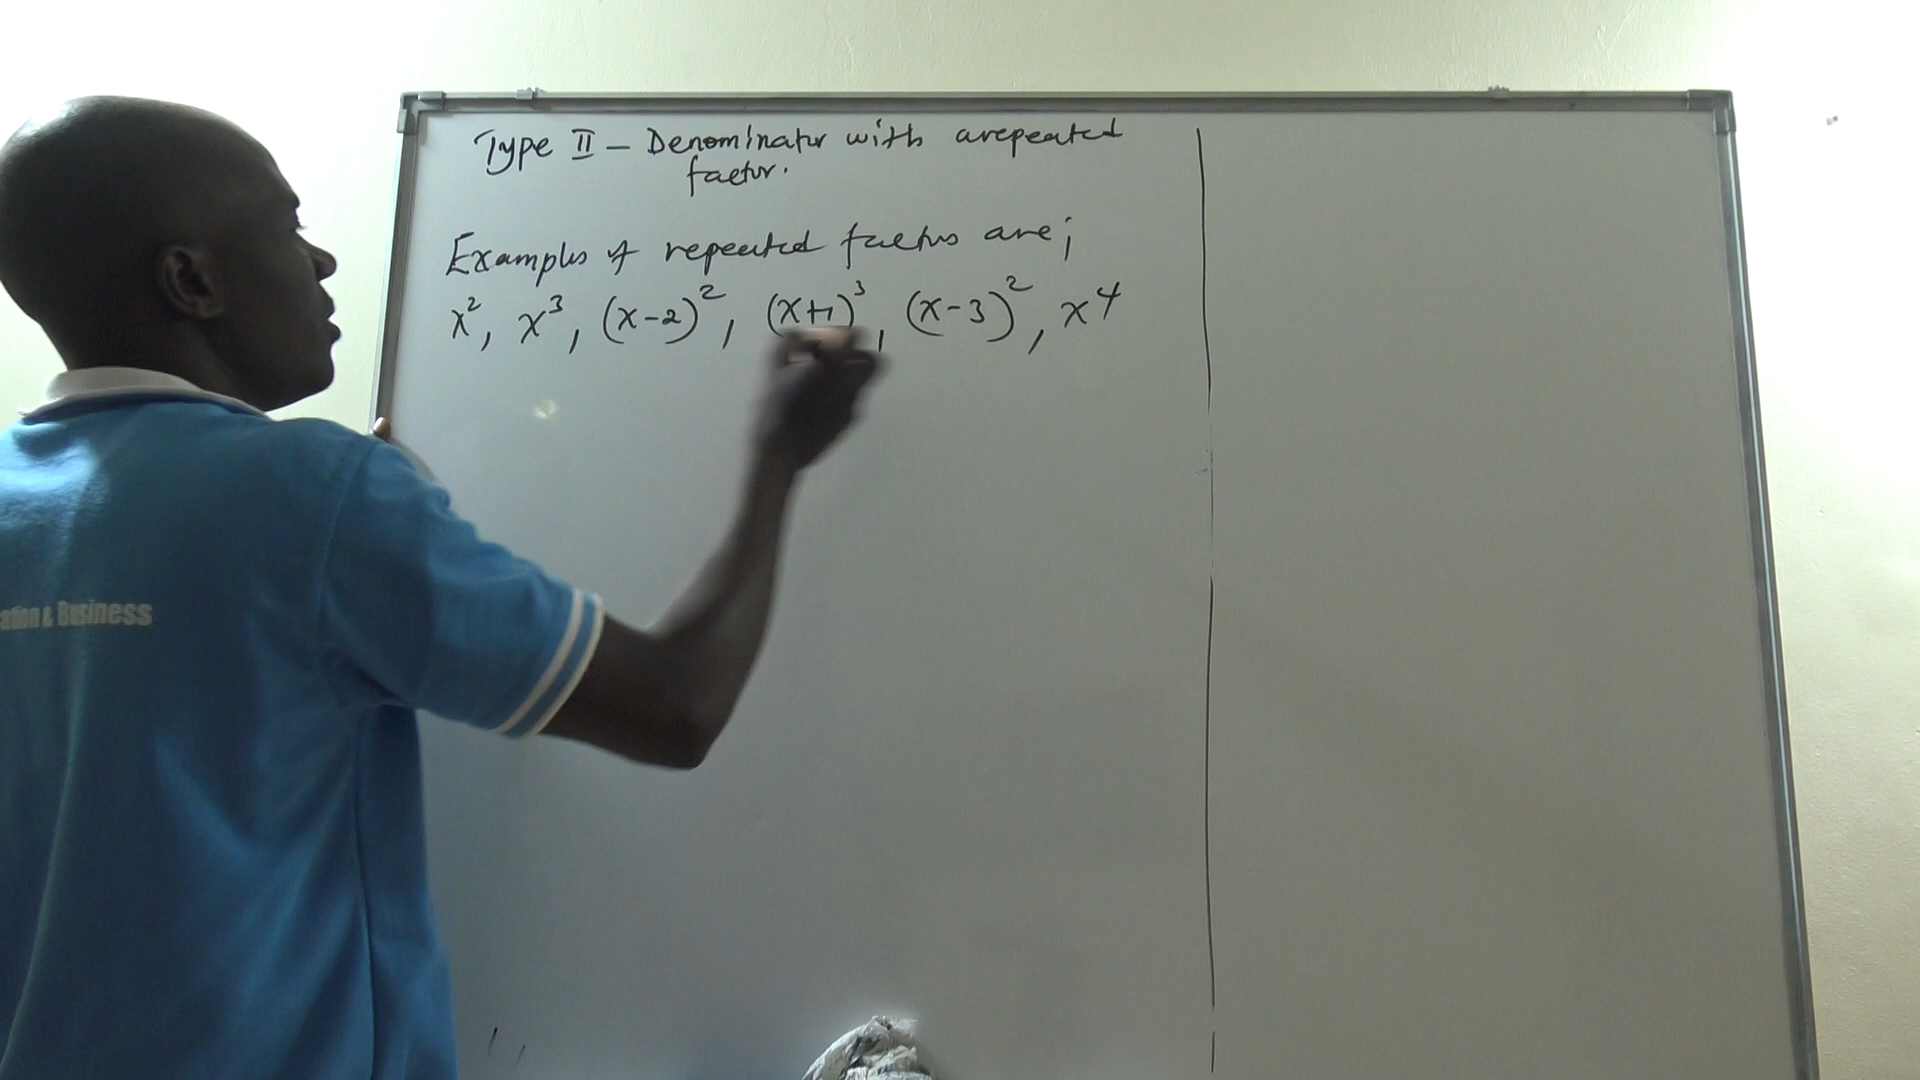 Type II - Denominator with a repeated
factor.
Examples of repeated factors are;
x², x³, (x-2)², (x+1)³, (x-3)², x⁴
ation & Business